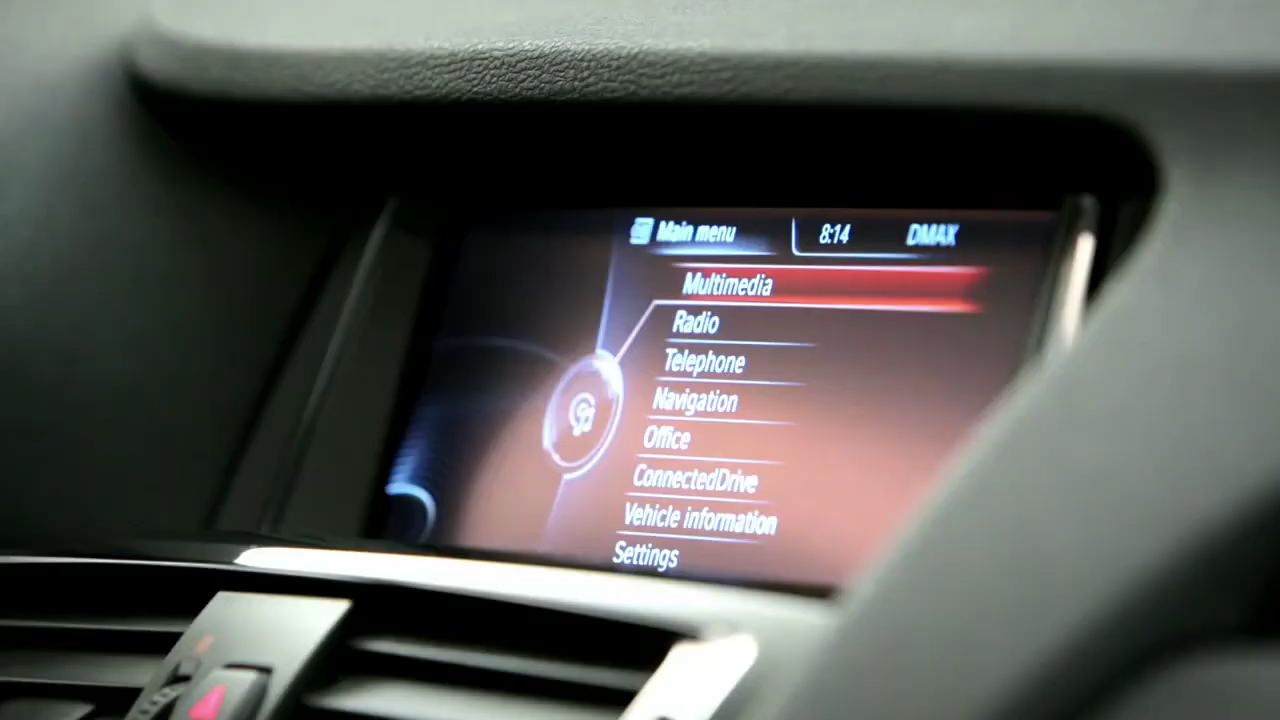 Main menu 8:14 DMAX
Multimedia
Radio
Telephone
Navigation
Office
ConnectedDrive
Vehicle information
Settings